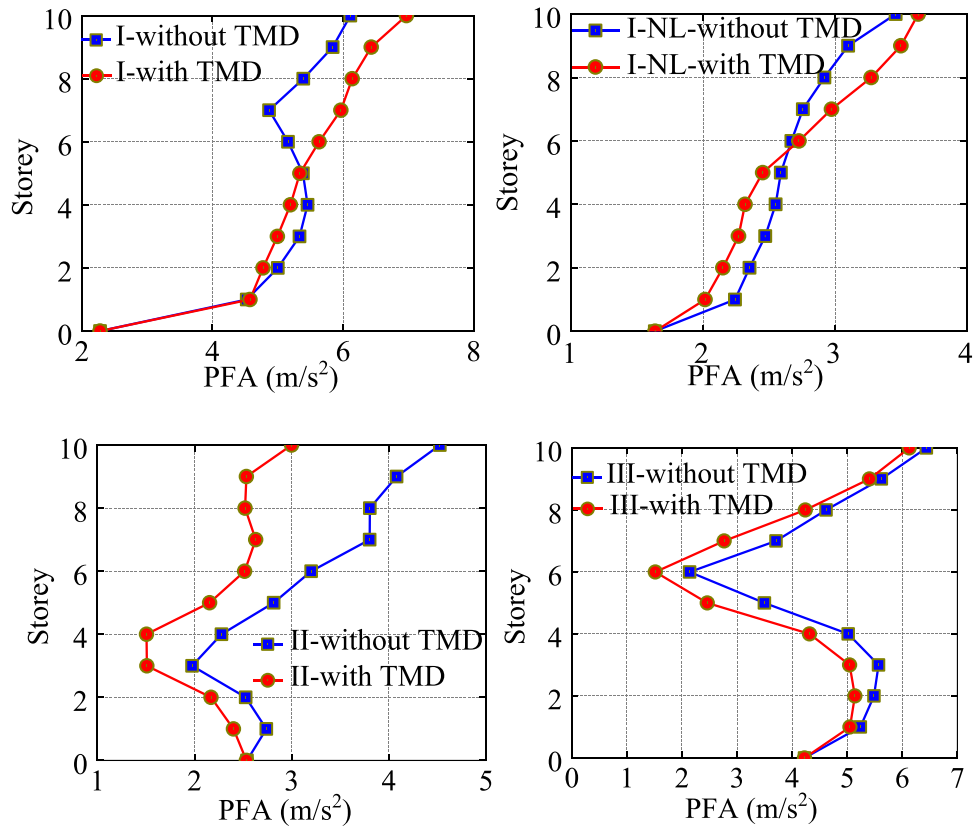 10
8
6
4
2
0
Storey
I-without TMD
I-with TMD
2
4
6
8
PFA (m/s²)
10
8
6
4
2
0
Storey
I-NL-without TMD
I-NL-with TMD
1
2
3
4
PFA (m/s²)
10
8
6
4
2
0
Storey
II-without TMD
II-with TMD
1
2
3
4
5
PFA (m/s²)
10
8
6
4
2
0
Storey
III-without TMD
III-with TMD
0
1
2
3
4
5
6
7
PFA (m/s²)